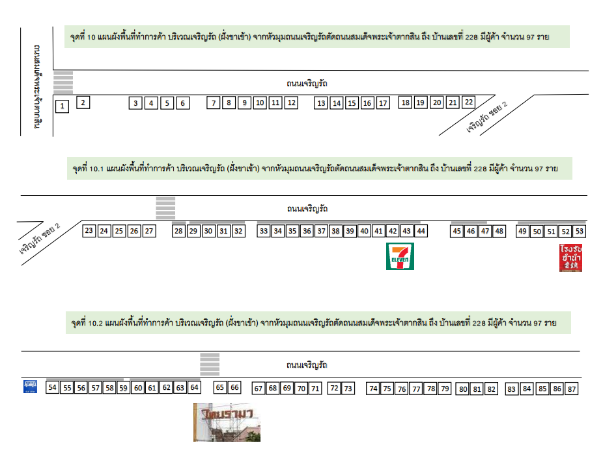 จุดที่ 10 แผนผังพื้นที่ทำการค้า บริเวณเจริญรัถ (ฝั่งขาเข้า) จากหัวมุมถนนเจริญรัถตัดถนนสมเด็จพระเจ้าตากสิน ถึง บ้านเลขที่ 228 มีผู้ค้า จำนวน 97 ราย
ถนนสมเด็จพระเจ้าตากสิน
ถนนเจริญรัถ
1 2 3 4 5 6 7 8 9 10 11 12 13 14 15 16 17 18 19 20 21 22
เจริญรัถ ซอย 2
จุดที่ 10.1 แผนผังพื้นที่ทำการค้า บริเวณเจริญรัถ (ฝั่งขาเข้า) จากหัวมุมถนนเจริญรัถตัดถนนสมเด็จพระเจ้าตากสิน ถึง บ้านเลขที่ 228 มีผู้ค้า จำนวน 97 ราย
ถนนเจริญรัถ
เจริญรัถ ซอย 2
23 24 25 26 27 28 29 30 31 32 33 34 35 36 37 38 39 40 41 42 43 44 45 46 47 48 49 50 51 52 53
7
ELEVEN
โรงรับ
จำนำ
จุดที่ 10.2 แผนผังพื้นที่ทำการค้า บริเวณเจริญรัถ (ฝั่งขาเข้า) จากหัวมุมถนนเจริญรัถตัดถนนสมเด็จพระเจ้าตากสิน ถึง บ้านเลขที่ 228 มีผู้ค้า จำนวน 97 ราย
ถนนเจริญรัถ
54 55 56 57 58 59 60 61 62 63 64 65 66 67 68 69 70 71 72 73 74 75 76 77 78 79 80 81 82 83 84 85 86 87
ไทยรามา